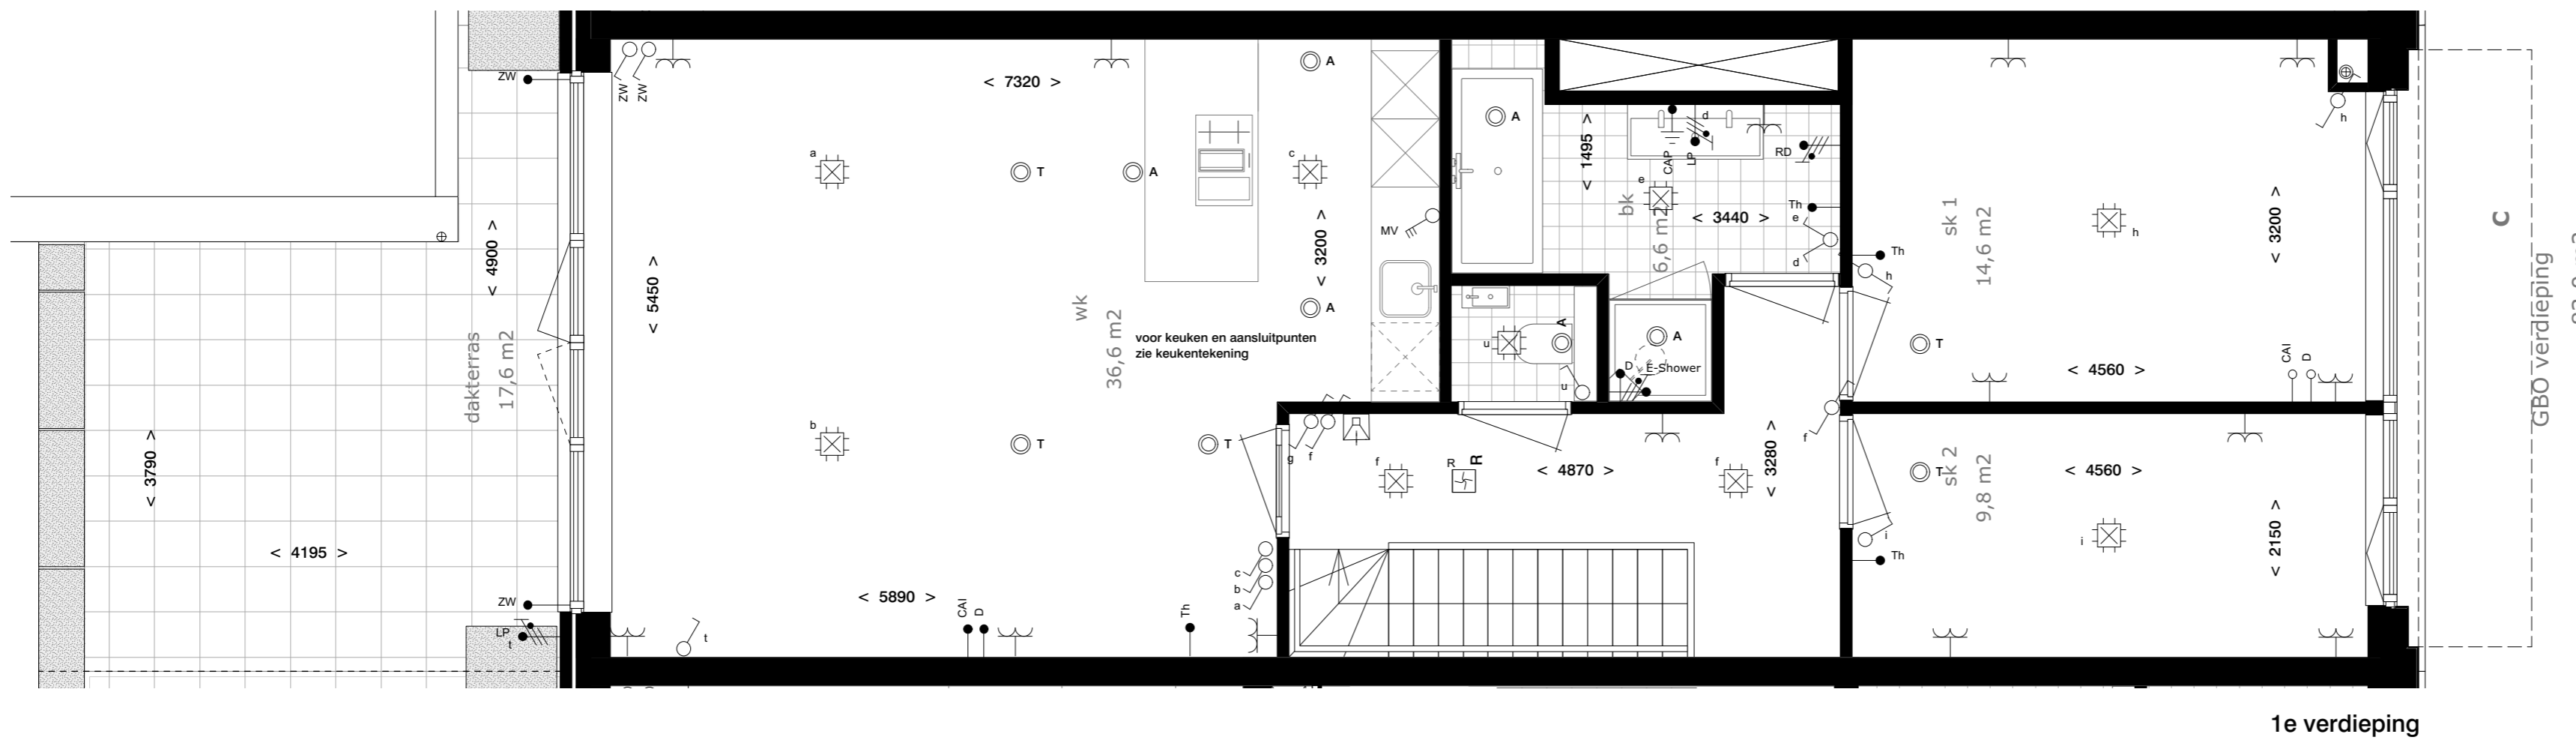 ZW
ZW
ZW
< 7320 >
A
a
T
A
c
MV
< 3200 >
A
< 4900 >
< 5450 >
dakterras
17,6 m2
wk
36,6 m2
voor keuken en aansluitpunten
zie keukentekening
< 3790 >
< 4195 >
b
T
T
ZW
LP
t
t
< 5890 >
CAI
D
Th
c
b
a
A
< 1495 >
d
CAP
LP
RD
e
bk
6,6 m2
< 3440 >
Th
e
d
u
A
u
A
D
E-Shower
g
f
f
R
R
< 4870 >
f
< 3280 >
f
h
sk 1
14,6 m2
h
< 3200 >
Th
h
T
< 4560 >
CAI
D
sk 2
9,8 m2
T
< 4560 >
i
Th
i
< 2150 >
C
GBO verdieping
1e verdieping